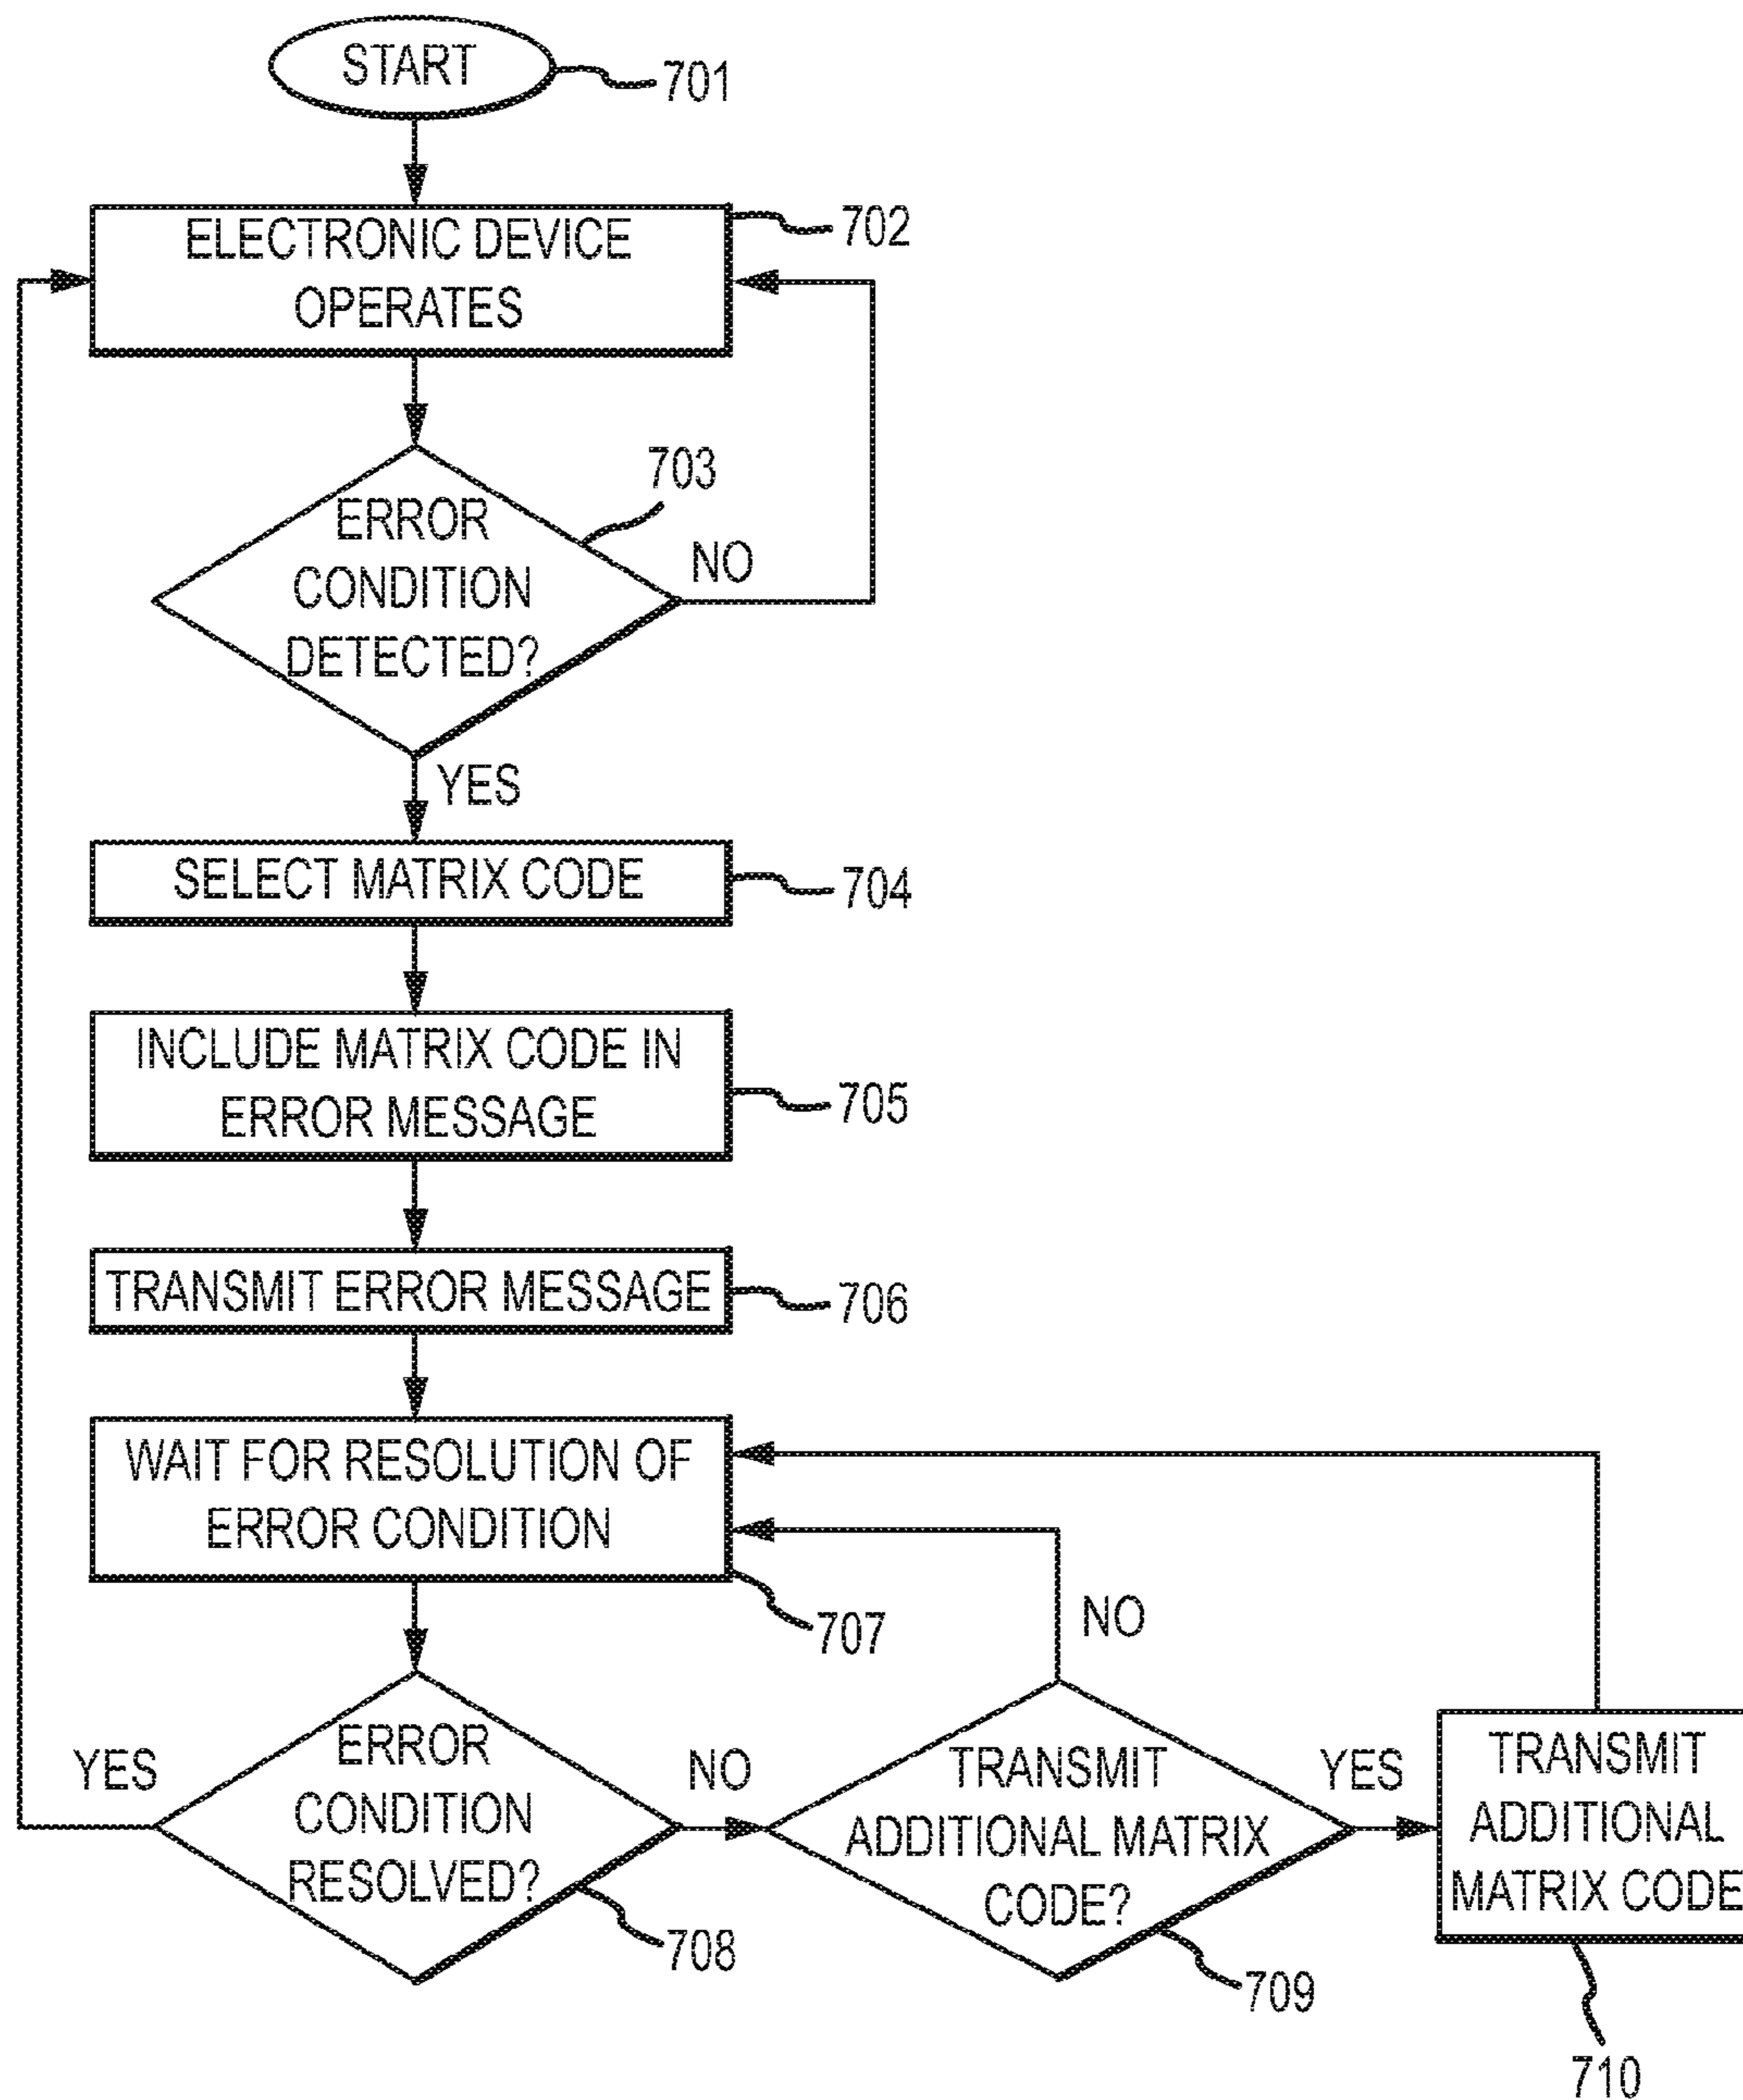 START
701
ELECTRONIC DEVICE
OPERATES
702
703
ERROR
CONDITION
DETECTED?
NO
YES
SELECT MATRIX CODE
704
INCLUDE MATRIX CODE IN
ERROR MESSAGE
705
TRANSMIT ERROR MESSAGE
706
WAIT FOR RESOLUTION OF
ERROR CONDITION
707
ERROR
CONDITION
RESOLVED?
YES
NO
708
TRANSMIT
ADDITIONAL MATRIX
CODE?
NO
YES
709
TRANSMIT
ADDITIONAL
MATRIX CODE
710